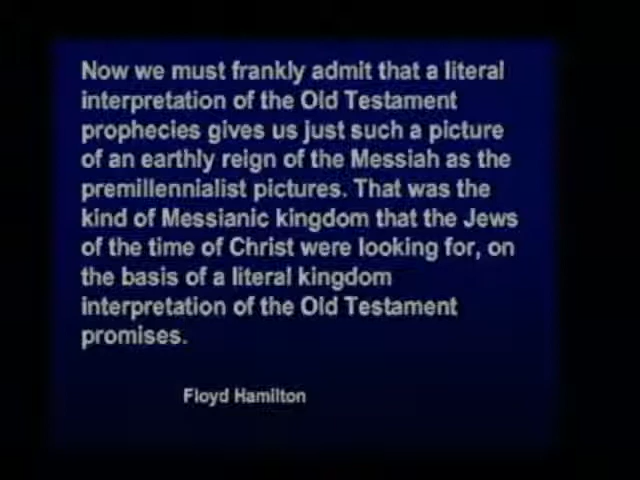 Now we must frankly admit that a literal
interpretation of the Old Testament
prophecies gives us just such a picture
of an earthly reign of the Messiah as the
premillennialist pictures. That was the
kind of Messianic kingdom that the Jews
of the time of Christ were looking for, on
the basis of a literal kingdom
interpretation of the Old Testament
promises.
Floyd Hamilton